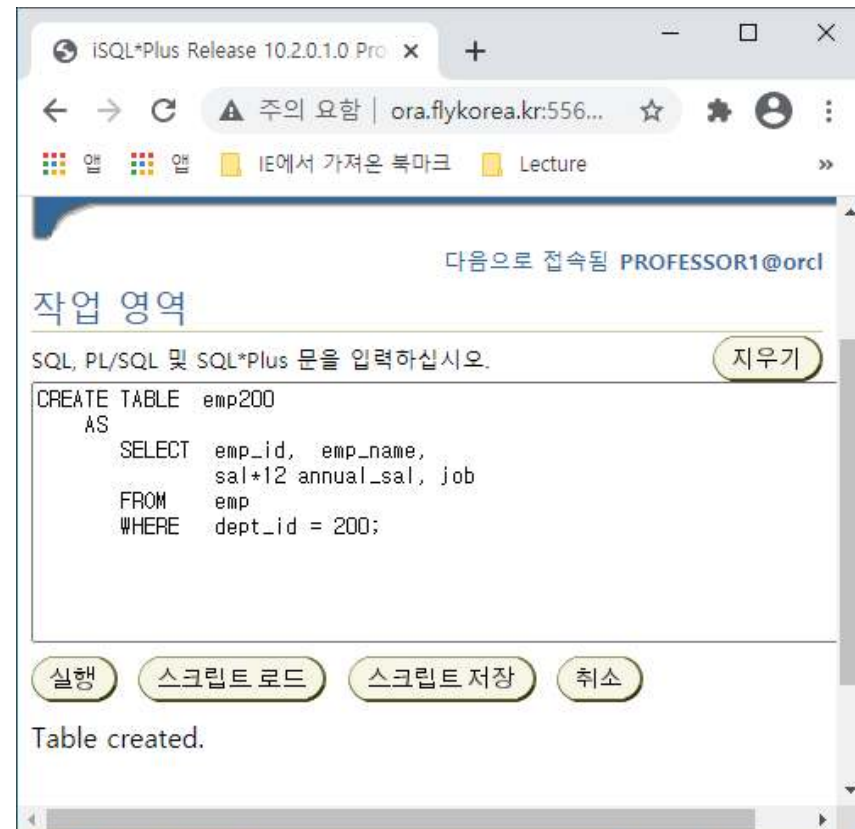 iSQL*Plus Release 10.2.0.1.0 Pro
주의 요함 | ora.flykorea.kr:556...
앱 앱 IE에서 가져온 북마크 Lecture »
다음으로 접속됨 PROFESSOR1@orcl
작업 영역
SQL, PL/SQL 및 SQL*Plus 문을 입력하십시오. 지우기
CREATE TABLE emp200
AS
SELECT emp_id, emp_name,
sal*12 annual_sal, job
FROM emp
WHERE dept_id = 200;
실행 스크립트 로드 스크립트 저장 취소
Table created.